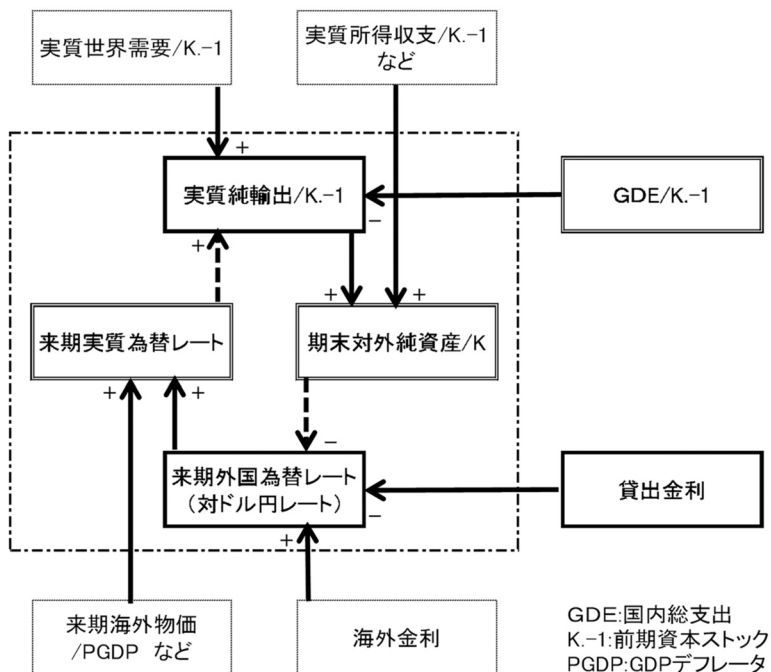 実質世界需要/K.-1
実質所得収支/K.-1
など
+
実質純輸出/K.-1
-
GDE/K.-1
+
+
+
来期実質為替レート
期末対外純資産/K
+
+
-
来期外国為替レート
(対ドル円レート)
-
貸出金利
+
来期海外物価
/PGDP など
海外金利
GDE:国内総支出
K.-1:前期資本ストック
PGDP:GDPデフレータ